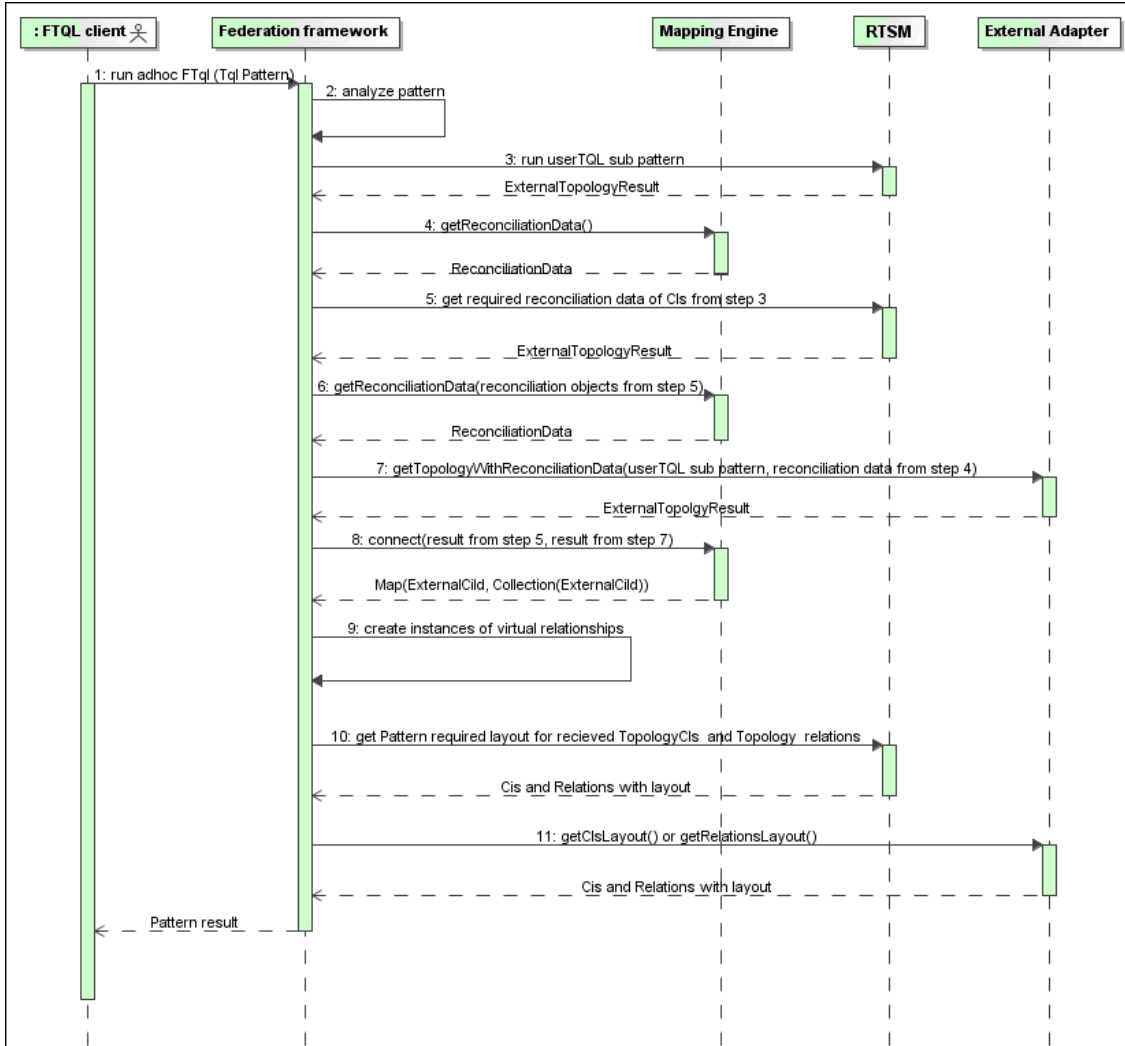 : FTQL client
Federation framework
Mapping Engine
RTSM
External Adapter
1: run adhoc FTql (Tql Pattern)
2: analyze pattern
3: run userTQL sub pattern
ExternalTopologyResult
4: getReconciliationData()
ReconciliationData
5: get required reconciliation data of CIs from step 3
ExternalTopologyResult
6: getReconciliationData(reconciliation objects from step 5)
ReconciliationData
7: getTopologyWithReconciliationData(userTQL sub pattern, reconciliation data from step 4)
ExternalTopolgyResult
8: connect(result from step 5, result from step 7)
Map(ExternalCiId, Collection(ExternalCiId))
9: create instances of virtual relationships
10: get Pattern required layout for recieved TopologyCIs and Topology relations
Cis and Relations with layout
11: getCIsLayout() or getRelationsLayout()
Cis and Relations with layout
Pattern result